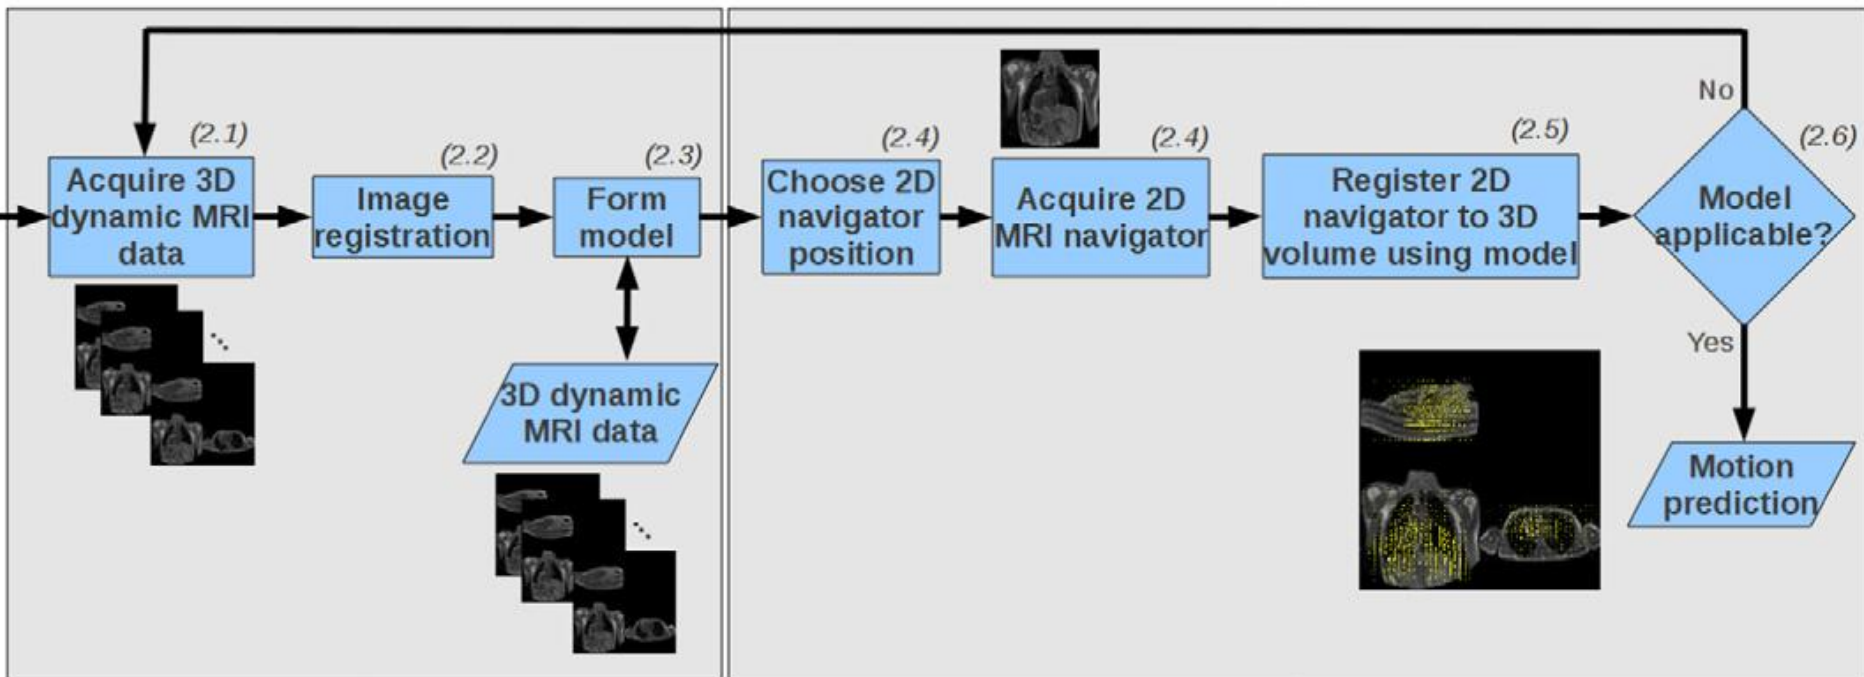 (2.1)
Acquire 3D
dynamic MRI
data
(2.2)
Image
registration
(2.3)
Form
model
3D dynamic
MRI data
(2.4)
Choose 2D
navigator
position
(2.4)
Acquire 2D
MRI navigator
(2.5)
Register 2D
navigator to 3D
volume using model
No
(2.6)
Model
applicable?
Yes
Motion
prediction